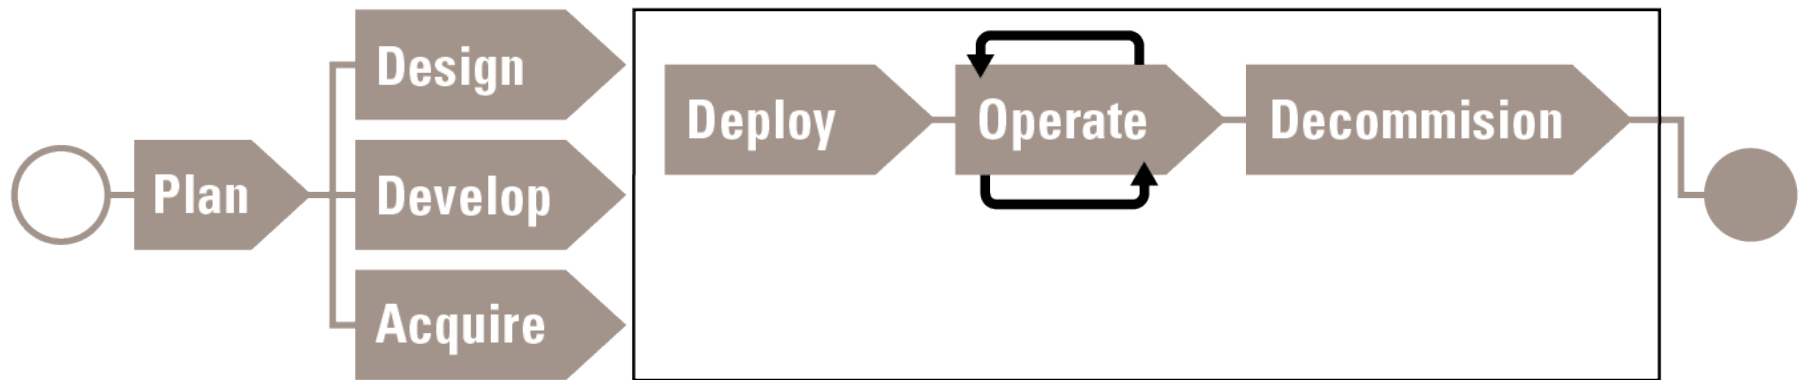 Plan
Design
Develop
Acquire
Deploy
Operate
Decommision